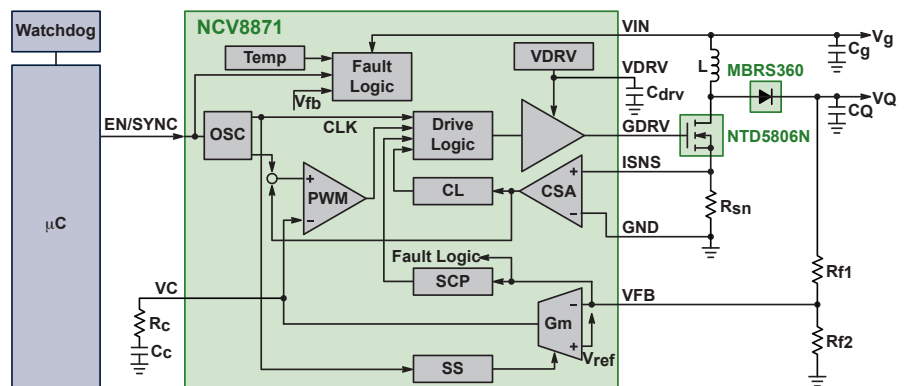 Watchdog
μC
EN/SYNC
NCV8871
Temp
Fault
Logic
Vfb
OSC
CLK
Drive
Logic
VDRV
PWM
+
−
CL
CSA
+
−
Fault Logic
SCP
Gm
−
+
Vref
SS
VC
Rc
Cc
VIN
VDRV
Cdrv
GDRV
ISNS
GND
VFB
L
MBRS360
NTD5806N
Rsn
Vg
Cg
VQ
CQ
Rf1
Rf2